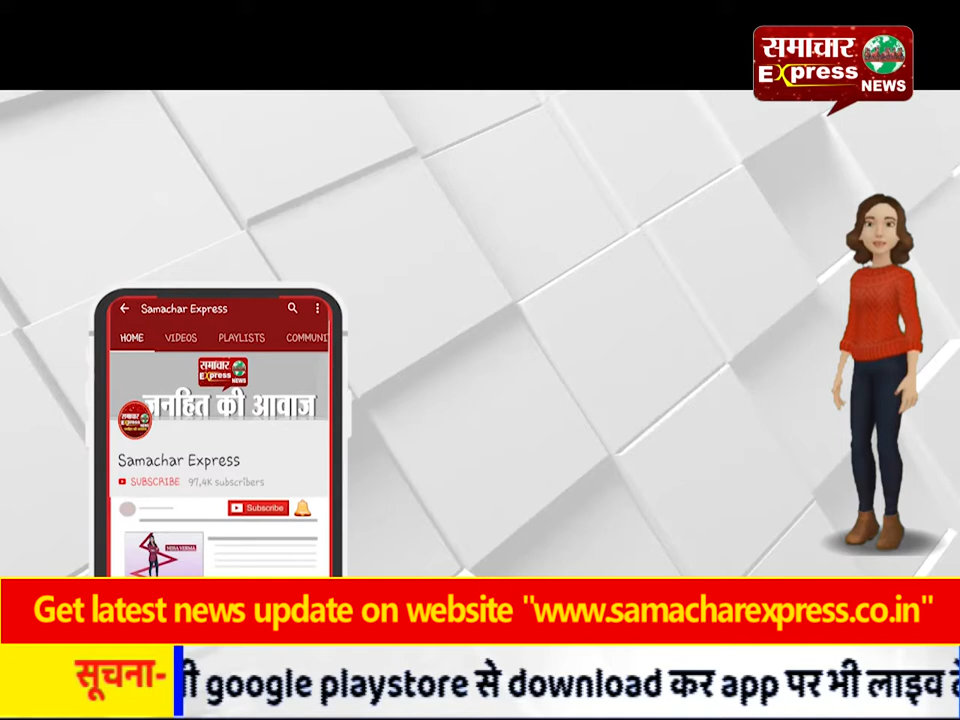 समाचार
Express
NEWS
Samachar Express
HOME VIDEOS PLAYLISTS COMMUNI
समाचार
Express
NEWS
जनहित की आवाज
Samachar Express
SUBSCRIBE 97,4K subscribers
Subscribe
Get latest news update on website "www.samacharexpress.co.in"
सूचना- ी google playstore से download कर app पर भी लाइव